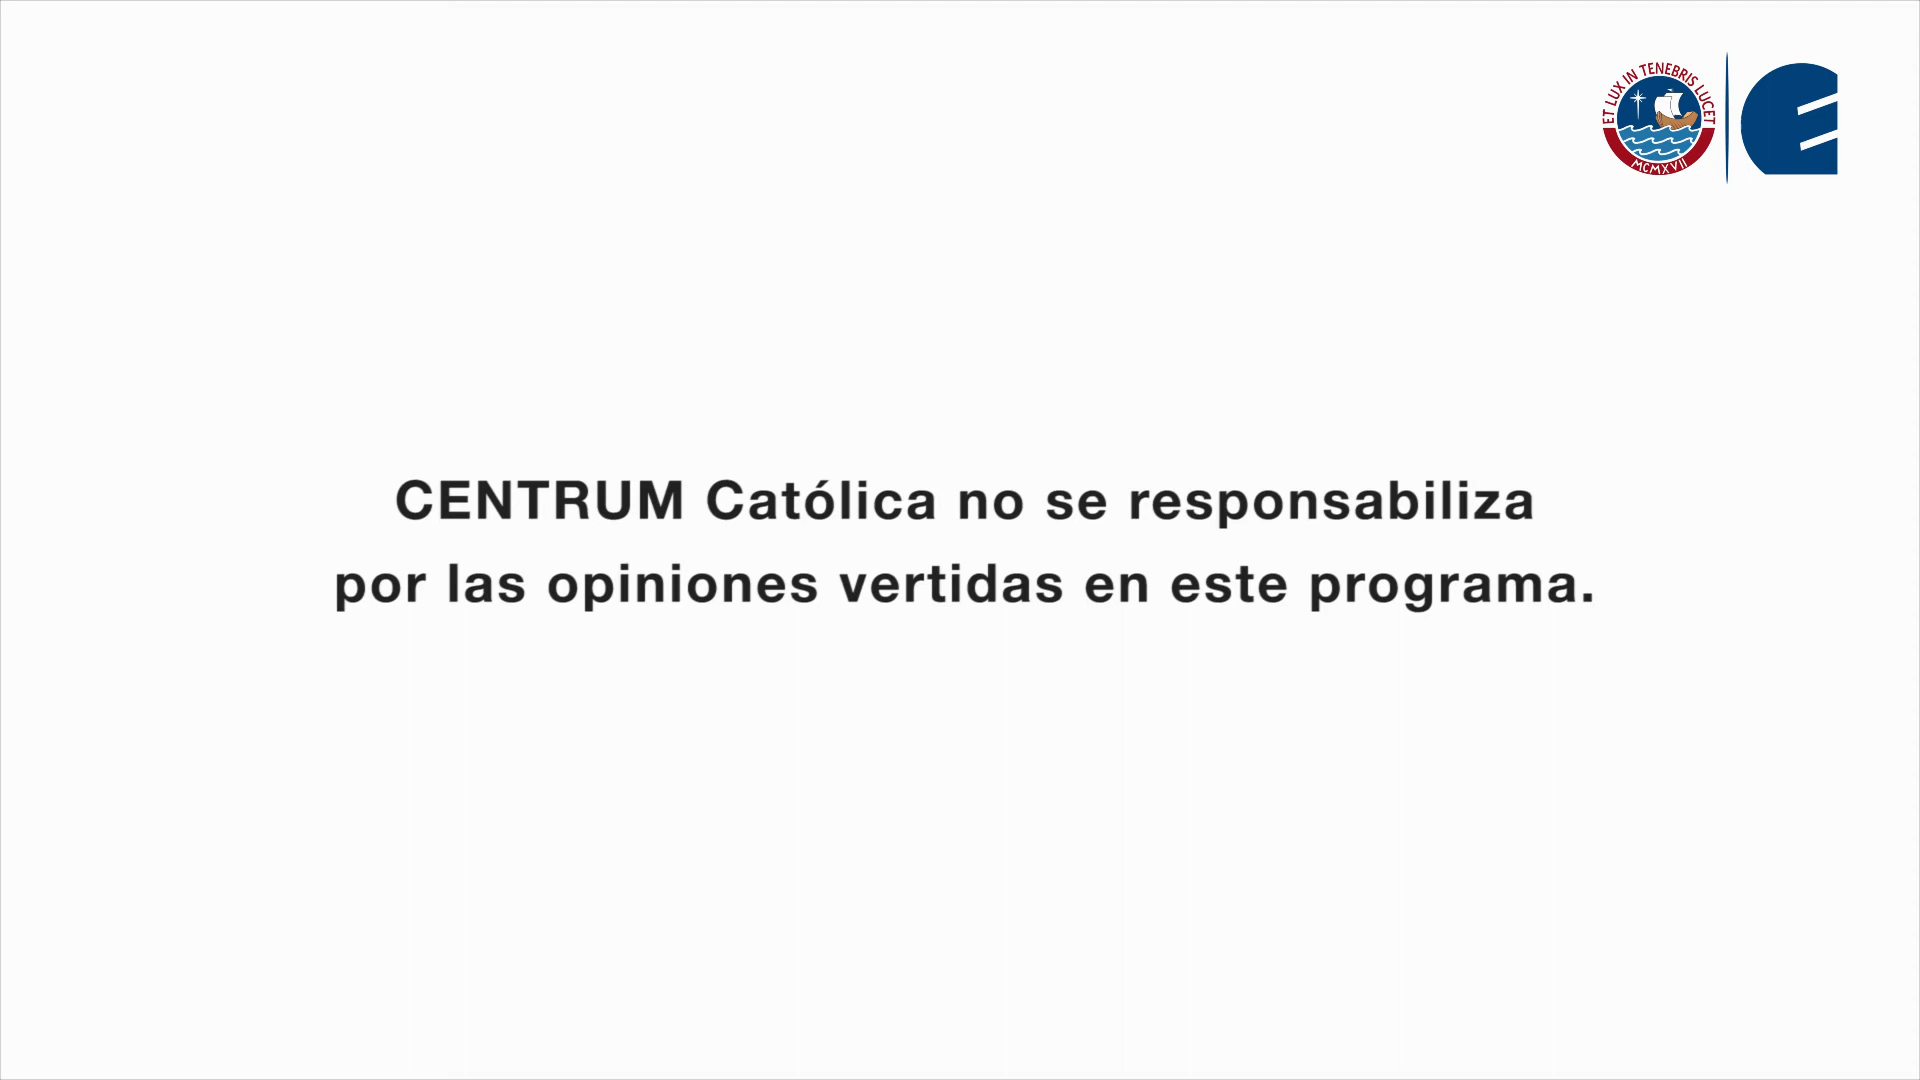 ET LUX IN TENEBRIS LUCET
MCMXVII
CENTRUM Católica no se responsabiliza
por las opiniones vertidas en este programa.